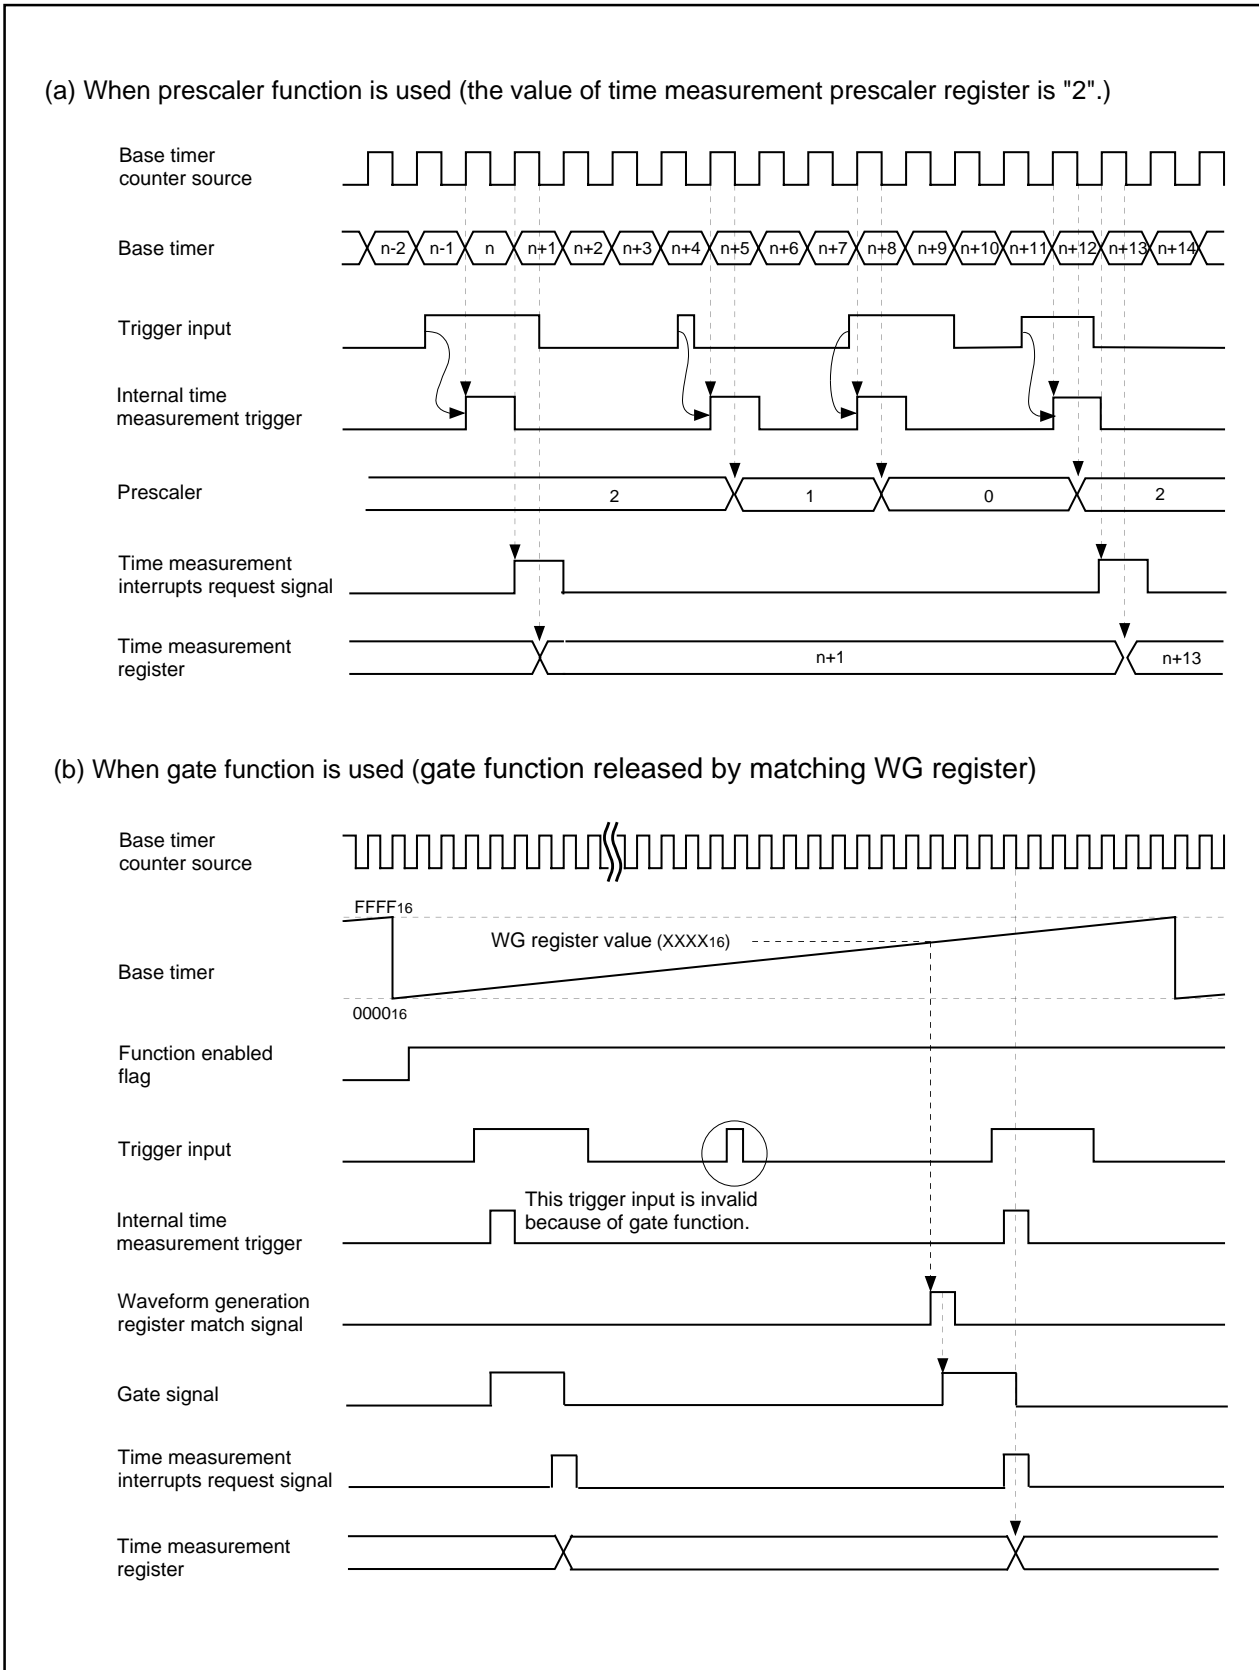 (a) When prescaler function is used (the value of time measurement prescaler register is "2".)
Base timer
counter source
Base timer
n-2 n-1 n n+1 n+2 n+3 n+4 n+5 n+6 n+7 n+8 n+9 n+10 n+11 n+12 n+13 n+14
Trigger input
Internal time
measurement trigger
Prescaler
2 1 0 2
Time measurement
interrupts request signal
Time measurement
register
n+1 n+13
(b) When gate function is used (gate function released by matching WG register)
Base timer
counter source
FFFF16
WG register value (XXXX16)
Base timer
000016
Function enabled
flag
Trigger input
This trigger input is invalid
because of gate function.
Internal time
measurement trigger
Waveform generation
register match signal
Gate signal
Time measurement
interrupts request signal
Time measurement
register